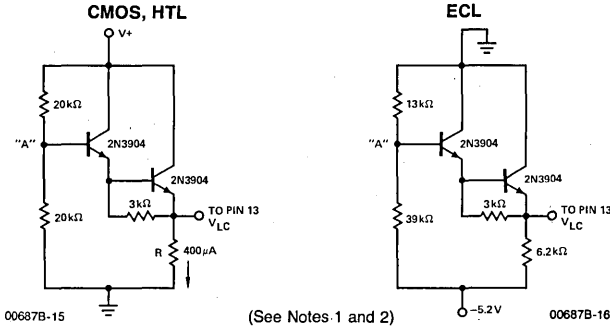 CMOS, HTL
V+
20kΩ
"A"
2N3904
2N3904
3kΩ
TO PIN 13
VLC
20kΩ
R
400μA
00687B-15
ECL
13kΩ
"A"
2N3904
2N3904
3kΩ
TO PIN 13
VLC
39kΩ
6.2kΩ
-5.2V
(See Notes 1 and 2)
00687B-16